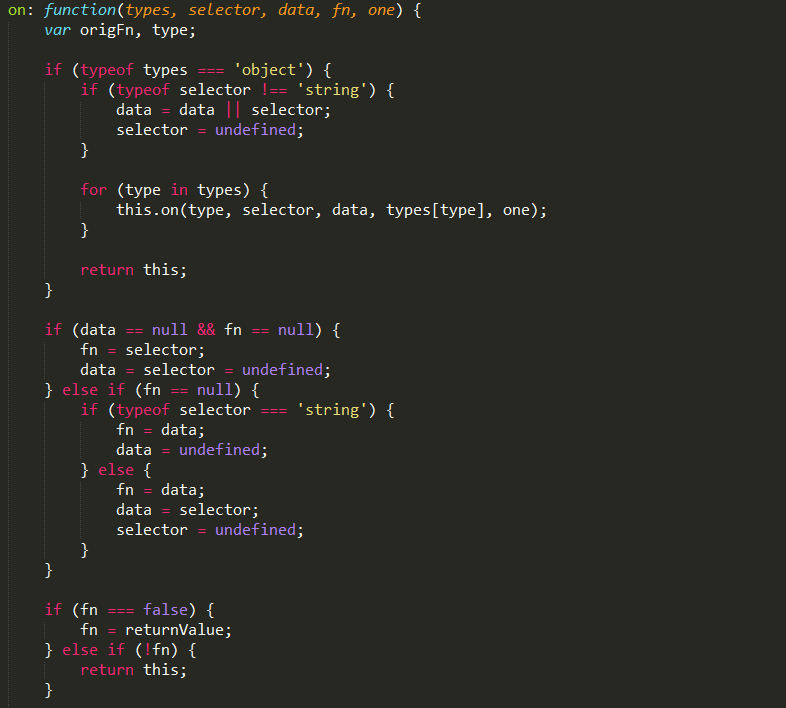 on: function(types, selector, data, fn, one) {
    var origFn, type;

    if (typeof types === 'object') {
        if (typeof selector !== 'string') {
            data = data || selector;
            selector = undefined;
        }

        for (type in types) {
            this.on(type, selector, data, types[type], one);
        }

        return this;
    }

    if (data == null && fn == null) {
        fn = selector;
        data = selector = undefined;
    } else if (fn == null) {
        if (typeof selector === 'string') {
            fn = data;
            data = undefined;
        } else {
            fn = data;
            data = selector;
            selector = undefined;
        }
    }

    if (fn === false) {
        fn = returnValue;
    } else if (!fn) {
        return this;
    }